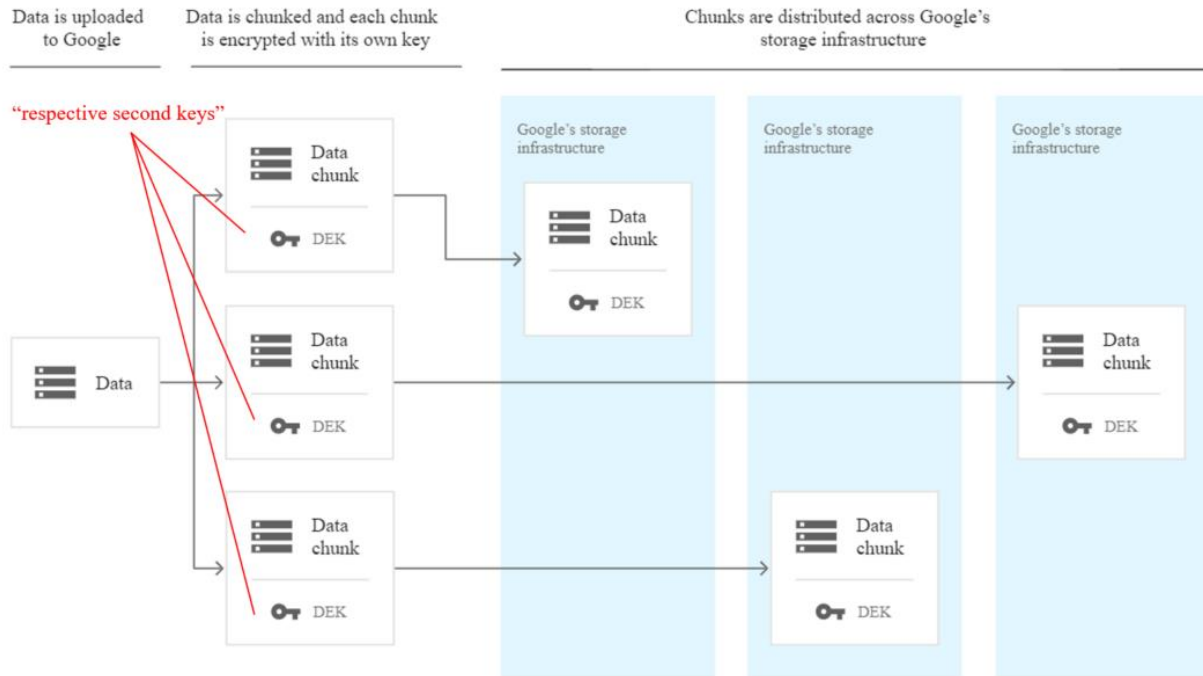 Data is uploaded
to Google
Data is chunked and each chunk
is encrypted with its own key
Chunks are distributed across Google’s
storage infrastructure
“respective second keys”
Google’s storage
infrastructure
Google’s storage
infrastructure
Google’s storage
infrastructure
Data
chunk
DEK
Data
chunk
DEK
Data
Data
chunk
DEK
Data
chunk
DEK
Data
chunk
DEK
Data
chunk
DEK